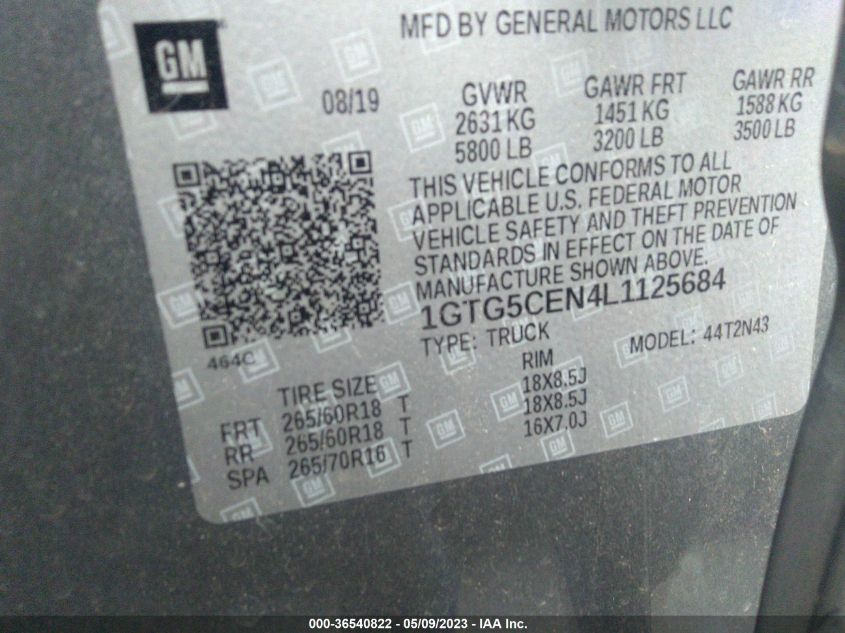 MFD BY GENERAL MOTORS LLC
GM
08/19
GVWR GAWR FRT GAWR RR
2631 KG 1451 KG 1588 KG
5800 LB 3200 LB 3500 LB
THIS VEHICLE CONFORMS TO ALL
APPLICABLE U.S. FEDERAL MOTOR
VEHICLE SAFETY AND THEFT PREVENTION
STANDARDS IN EFFECT ON THE DATE OF
MANUFACTURE SHOWN ABOVE.
1GTG5CEN4L1125684
TYPE: TRUCK MODEL: 44T2N43
464C
TIRE SIZE RIM
FRT 265/60R18 T 18X8.5J
RR 265/60R18 T 18X8.5J
SPA 265/70R16 T 16X7.0J
000-36540822 - 05/09/2023 - IAA Inc.